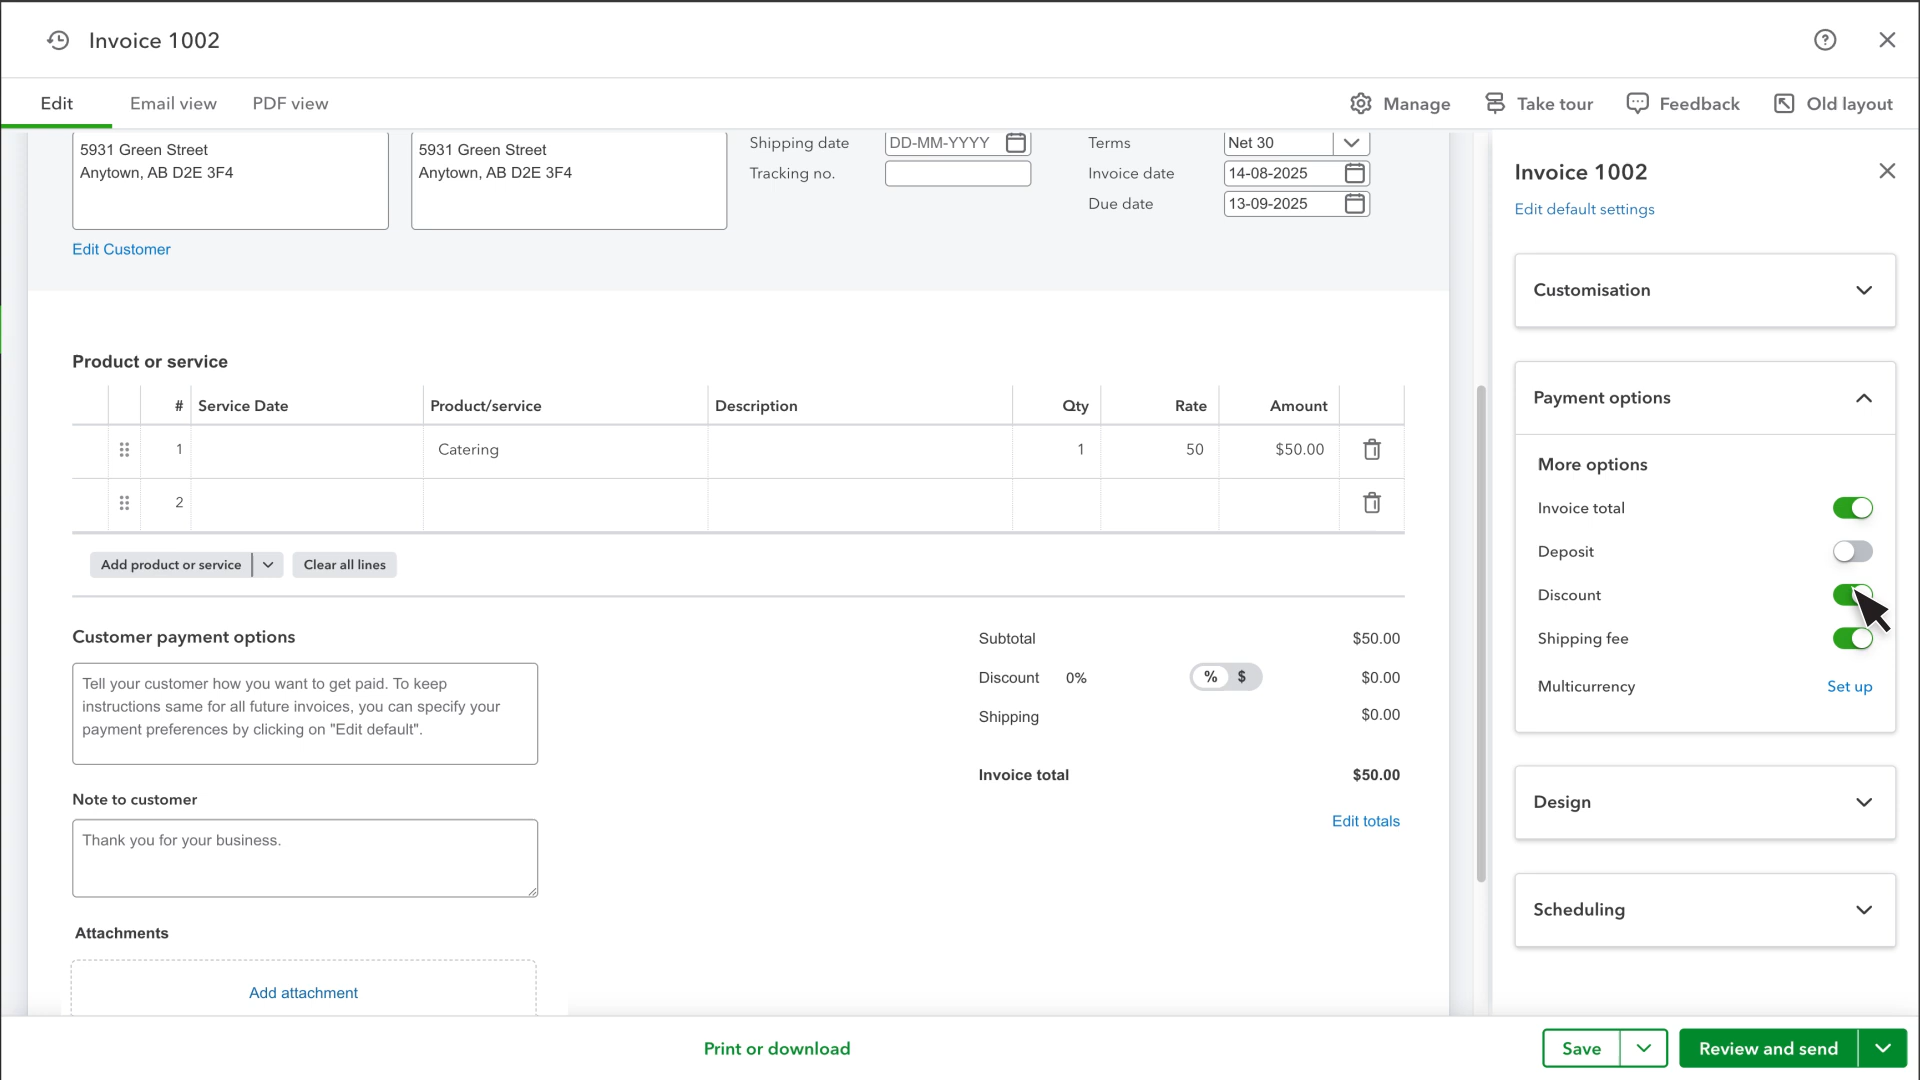 Invoice 1002
Edit
Email view
PDF view
Manage
Take tour
Feedback
Old layout
5931 Green Street
Anytown, AB D2E 3F4
5931 Green Street
Anytown, AB D2E 3F4
Edit Customer
Shipping date DD-MM-YYYY
Tracking no.
Terms Net 30
Invoice date 14-08-2025
Due date 13-09-2025
Product or service
# Service Date Product/service Description Qty Rate Amount
1 Catering 1 50 $50.00
2
Add product or service
Clear all lines
Customer payment options
Tell your customer how you want to get paid. To keep
instructions same for all future invoices, you can specify your
payment preferences by clicking on "Edit default".
Note to customer
Thank you for your business.
Attachments
Add attachment
Subtotal $50.00
Discount 0% % $ $0.00
Shipping $0.00
Invoice total $50.00
Edit totals
Invoice 1002
Edit default settings
Customisation
Payment options
More options
Invoice total
Deposit
Discount
Shipping fee
Multicurrency Set up
Design
Scheduling
Print or download
Save
Review and send